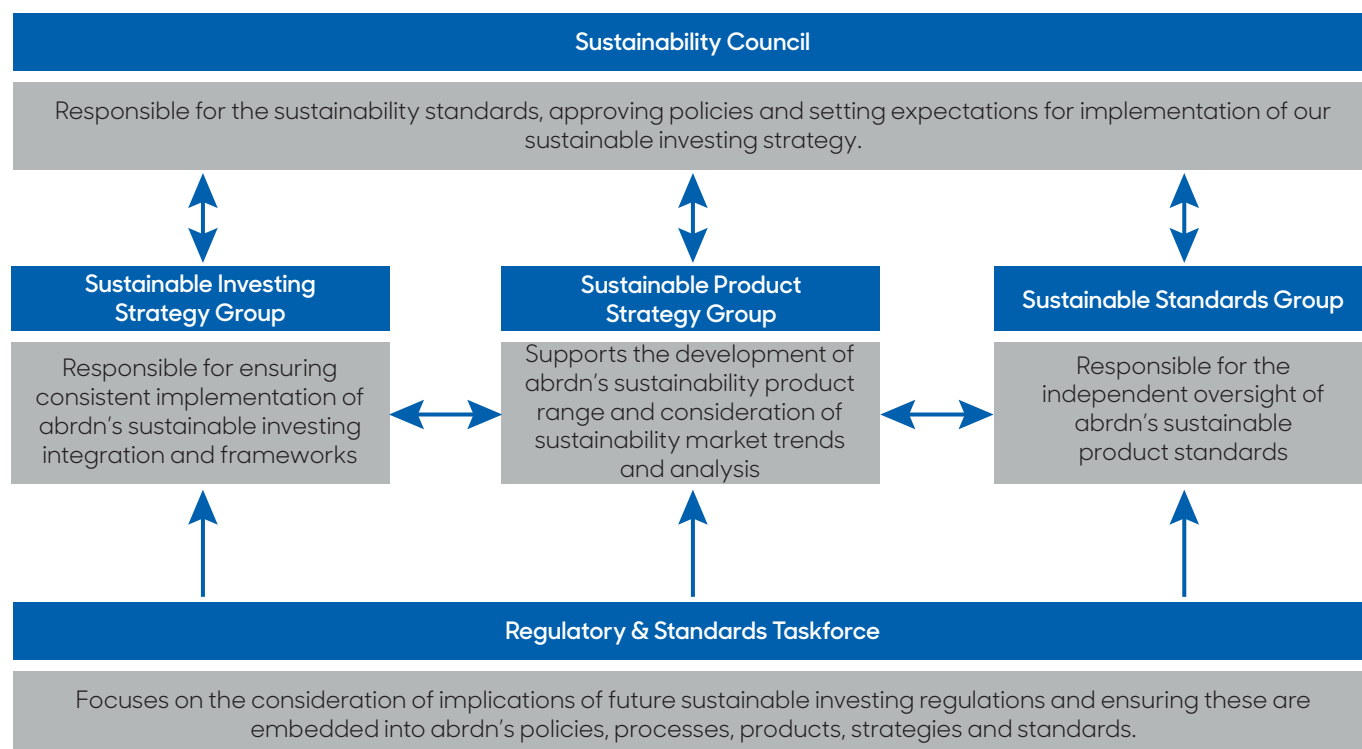 Sustainability Council
Responsible for the sustainability standards, approving policies and setting expectations for implementation of our
sustainable investing strategy.
Sustainable Investing
Strategy Group
Responsible for ensuring
consistent implementation of
abrdn’s sustainable investing
integration and frameworks
Sustainable Product
Strategy Group
Supports the development of
abrdn’s sustainability product
range and consideration of
sustainability market trends
and analysis
Sustainable Standards Group
Responsible for the
independent oversight of
abrdn’s sustainable
product standards
Regulatory & Standards Taskforce
Focuses on the consideration of implications of future sustainable investing regulations and ensuring these are
embedded into abrdn’s policies, processes, products, strategies and standards.